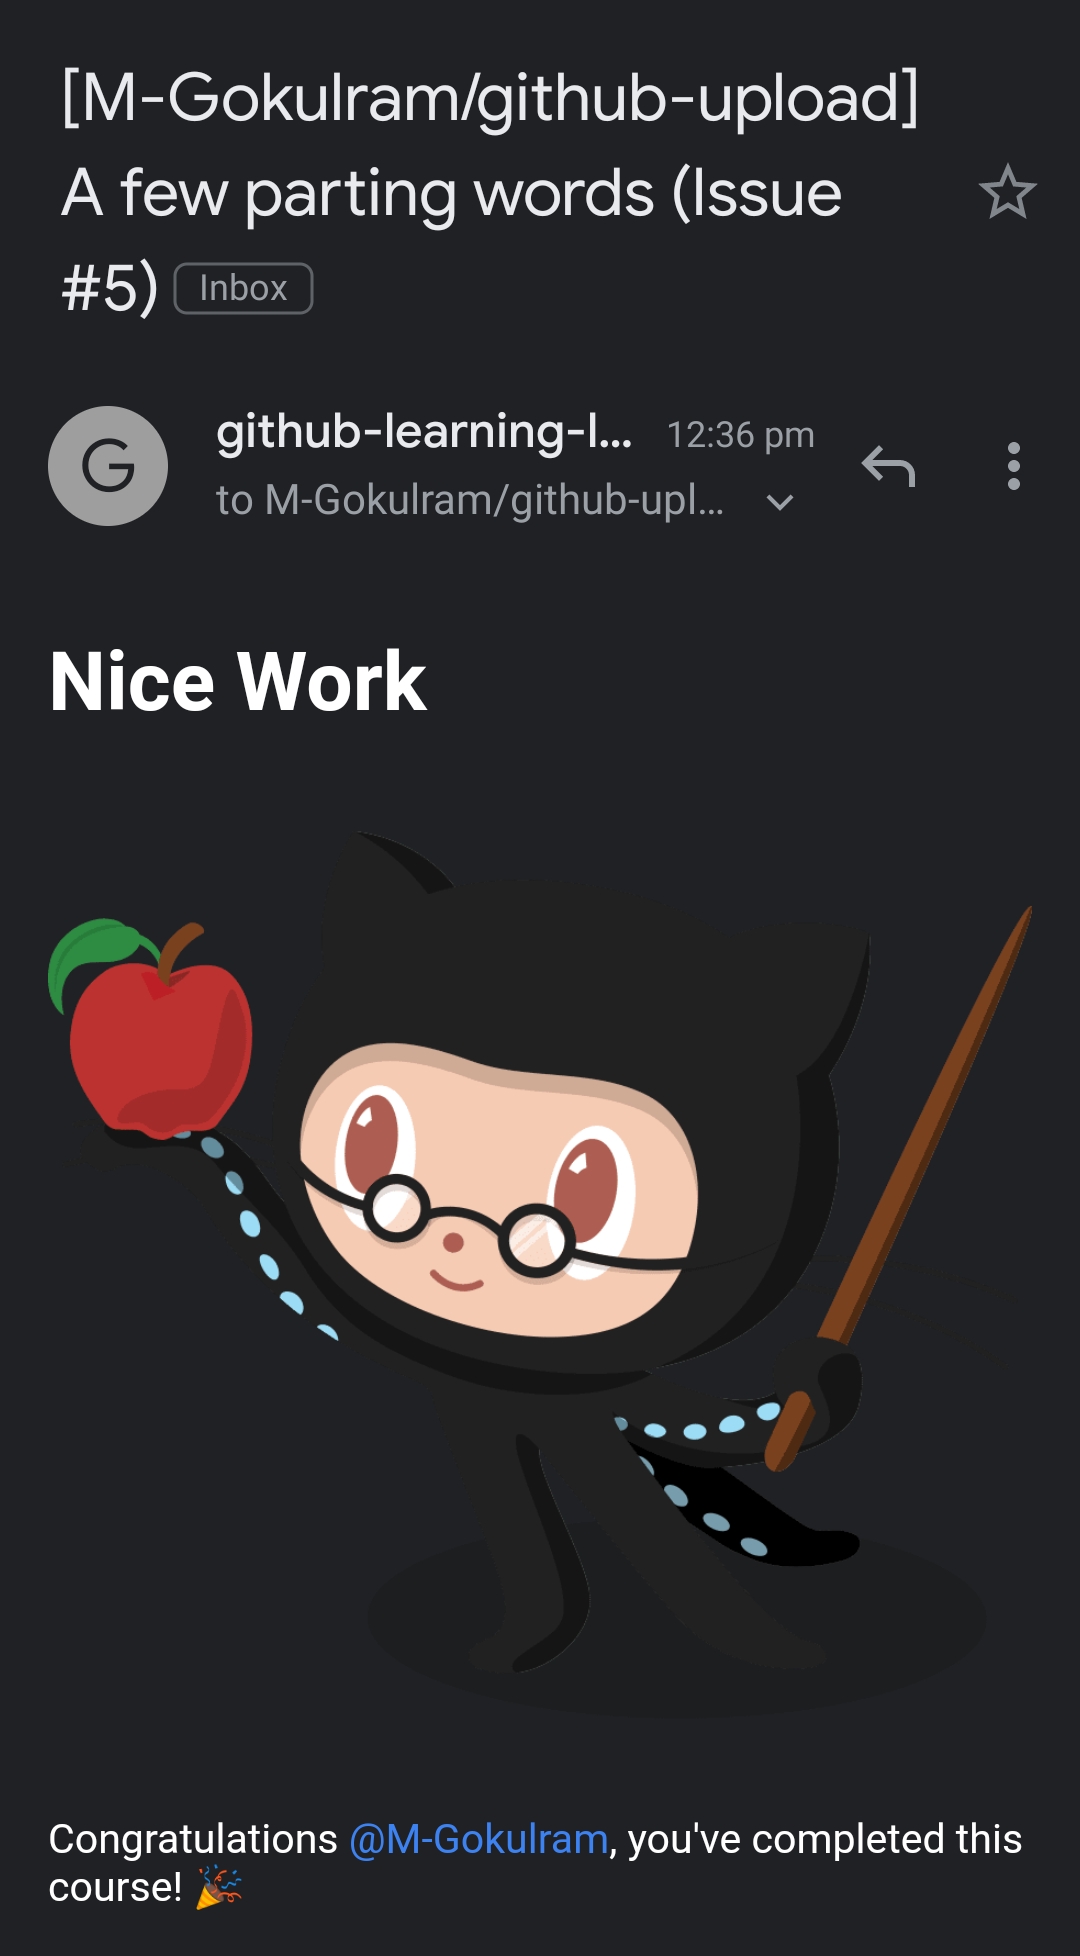 [M-Gokulram/github-upload]
A few parting words (Issue
#5) Inbox
G
github-learning-l... 12:36 pm
to M-Gokulram/github-upl...
Nice Work
Congratulations @M-Gokulram, you've completed this
course! 🎉